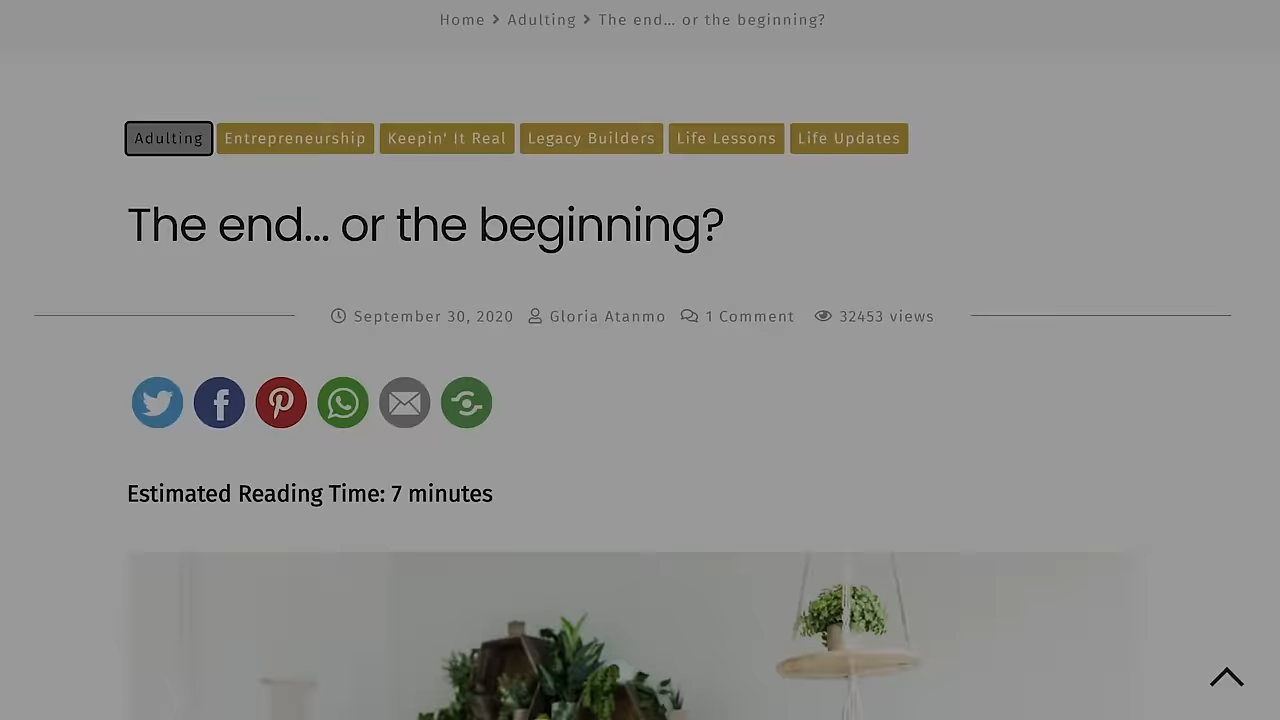 Home > Adulting > The end... or the beginning?
Adulting Entrepreneurship Keepin' It Real Legacy Builders Life Lessons Life Updates
The end... or the beginning?
September 30, 2020 Gloria Atanmo 1 Comment 32453 views
Estimated Reading Time: 7 minutes